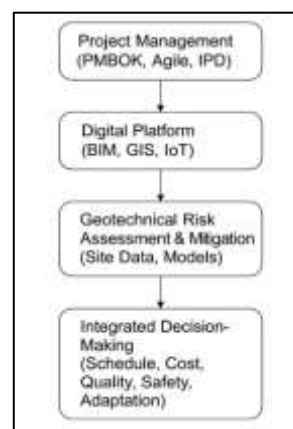 Project Management
(PMBOK, Agile, IPD)
Digital Platform
(BIM, GIS, IoT)
Geotechnical Risk
Assessment & Mitigation
(Site Data, Models)
Integrated Decision-
Making
(Schedule, Cost,
Quality, Safety,
Adaptation)